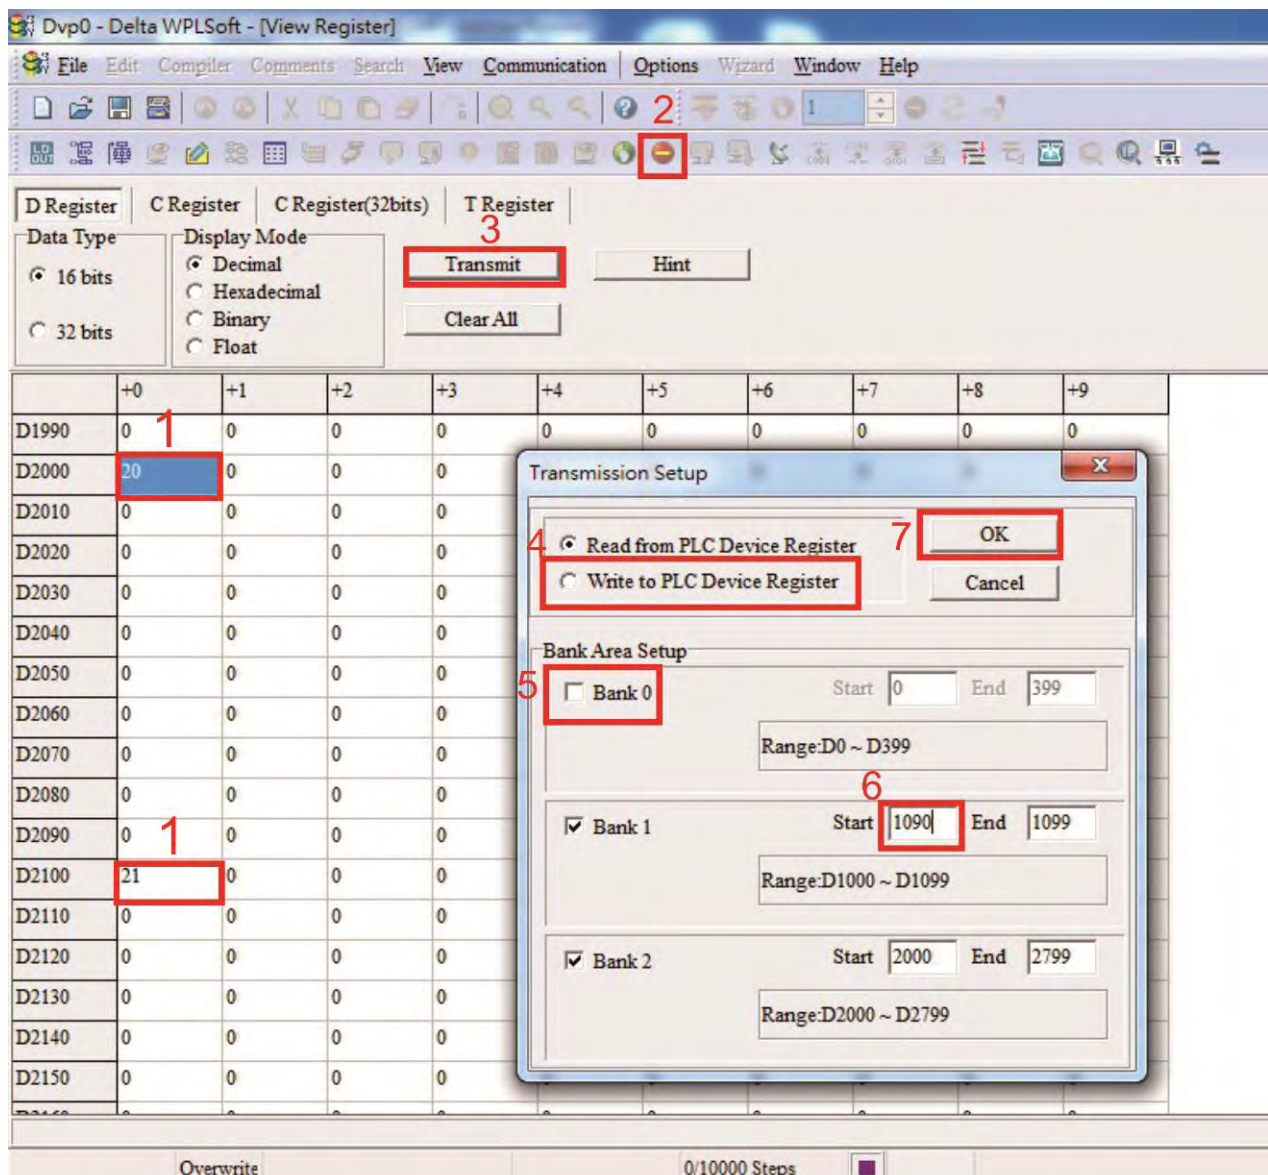 Dvp0 - Delta WPLSoft - [View Register]
File Edit Compiler Comments Search View Communication Options Wizard Window Help
1
2
D Register C Register C Register(32bits) T Register
3
Data Type Display Mode
16 bits Decimal Transmit Hint
Hexadecimal
32 bits Binary Clear All
Float
+0 +1 +2 +3 +4 +5 +6 +7 +8 +9
1
D1990 0 0 0 0 0 0 0 0 0 0
D2000 20 0 0 0
D2010 0 0 0 0
D2020 0 0 0 0
D2030 0 0 0 0
D2040 0 0 0 0
D2050 0 0 0 0
D2060 0 0 0 0
D2070 0 0 0 0
D2080 0 0 0 0
D2090 0 0 0 0
1
D2100 21 0 0 0
D2110 0 0 0 0
D2120 0 0 0 0
D2130 0 0 0 0
D2140 0 0 0 0
D2150 0 0 0 0
Transmission Setup
4 Read from PLC Device Register 7 OK
Write to PLC Device Register Cancel
Bank Area Setup
5 Bank 0 Start 0 End 399
Range:D0 ~ D399
6
Bank 1 Start 1090 End 1099
Range:D1000 ~ D1099
Bank 2 Start 2000 End 2799
Range:D2000 ~ D2799
Overwrite 0/10000 Steps